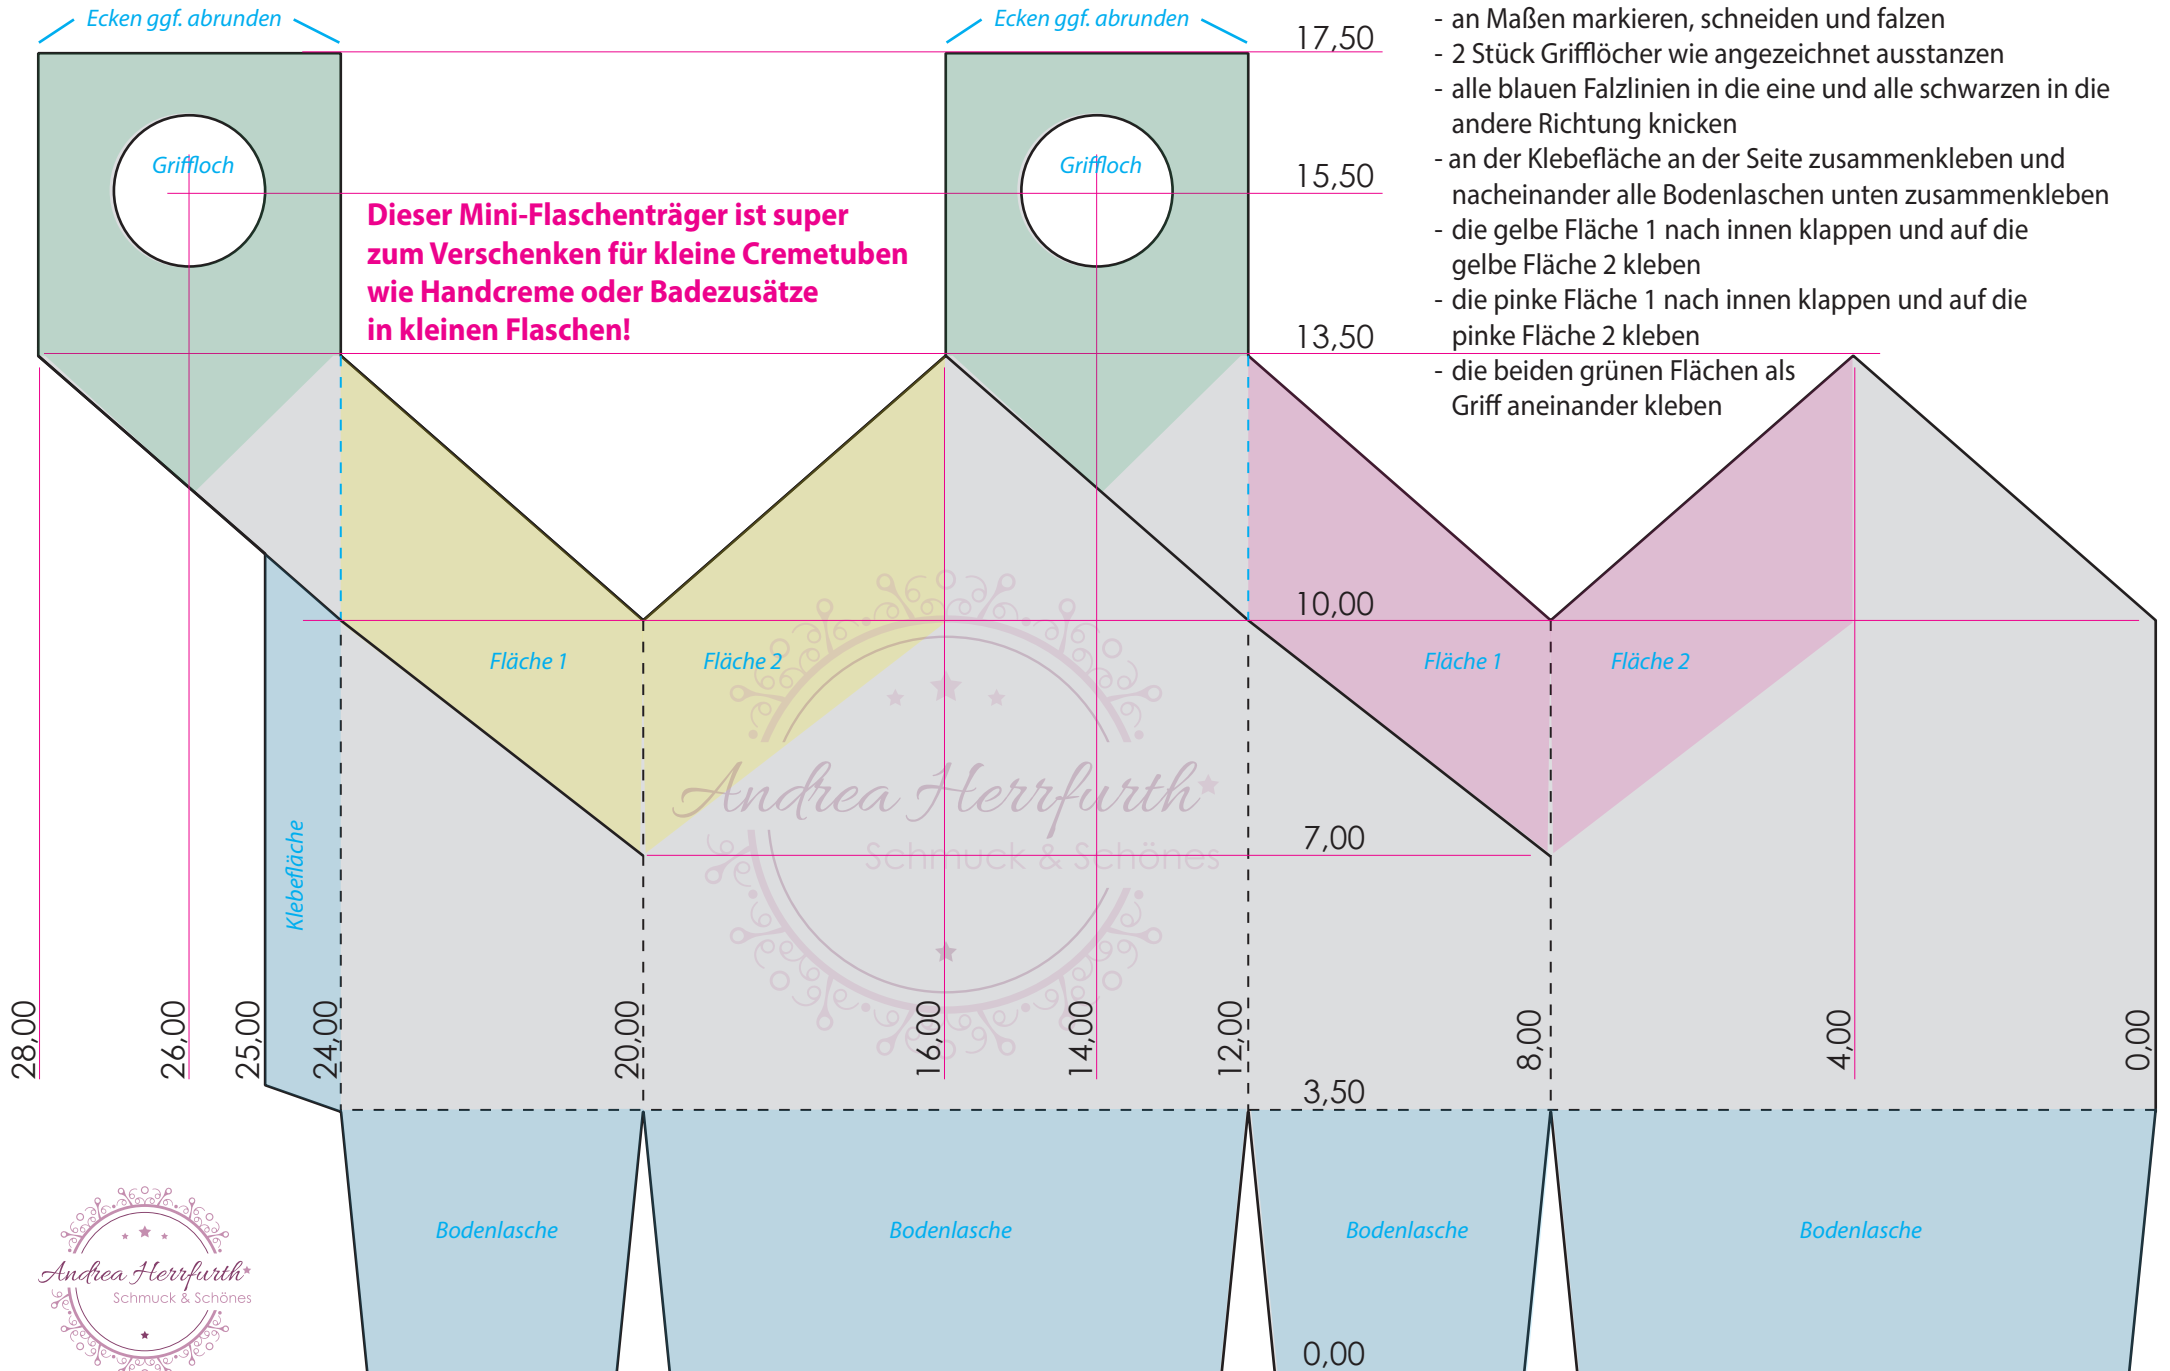 Ecken ggf. abrunden
Ecken ggf. abrunden
17,50
- an Maßen markieren, schneiden und falzen
- 2 Stück Grifflöcher wie angezeichnet ausstanzen
- alle blauen Falzlinien in die eine und alle schwarzen in die
andere Richtung knicken
- an der Klebefläche an der Seite zusammenkleben und
nacheinander alle Bodenlaschen unten zusammenkleben
- die gelbe Fläche 1 nach innen klappen und auf die
gelbe Fläche 2 kleben
- die pinke Fläche 1 nach innen klappen und auf die
pinke Fläche 2 kleben
- die beiden grünen Flächen als
Griff aneinander kleben
Griffloch
Griffloch
15,50
Dieser Mini-Flaschenträger ist super
zum Verschenken für kleine Cremetuben
wie Handcreme oder Badezusätze
in kleinen Flaschen!
13,50
10,00
Fläche 1
Fläche 2
Fläche 1
Fläche 2
Andrea Herrfurth
Schmuck & Schönes
7,00
Klebefläche
28,00
26,00
25,00
24,00
20,00
16,00
14,00
12,00
8,00
4,00
0,00
3,50
Bodenlasche
Bodenlasche
Bodenlasche
Bodenlasche
Andrea Herrfurth
Schmuck & Schönes
0,00